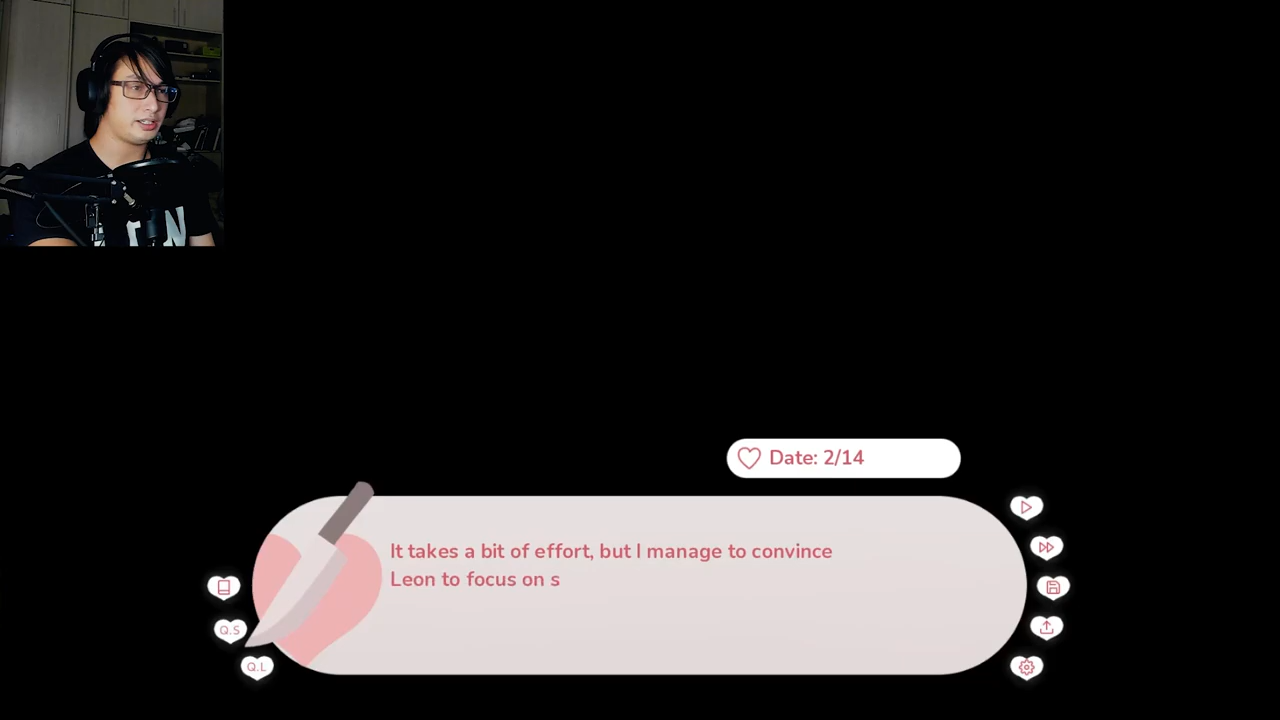 Date: 2/14
It takes a bit of effort, but I manage to convince
Leon to focus on s
Q.S
Q.L